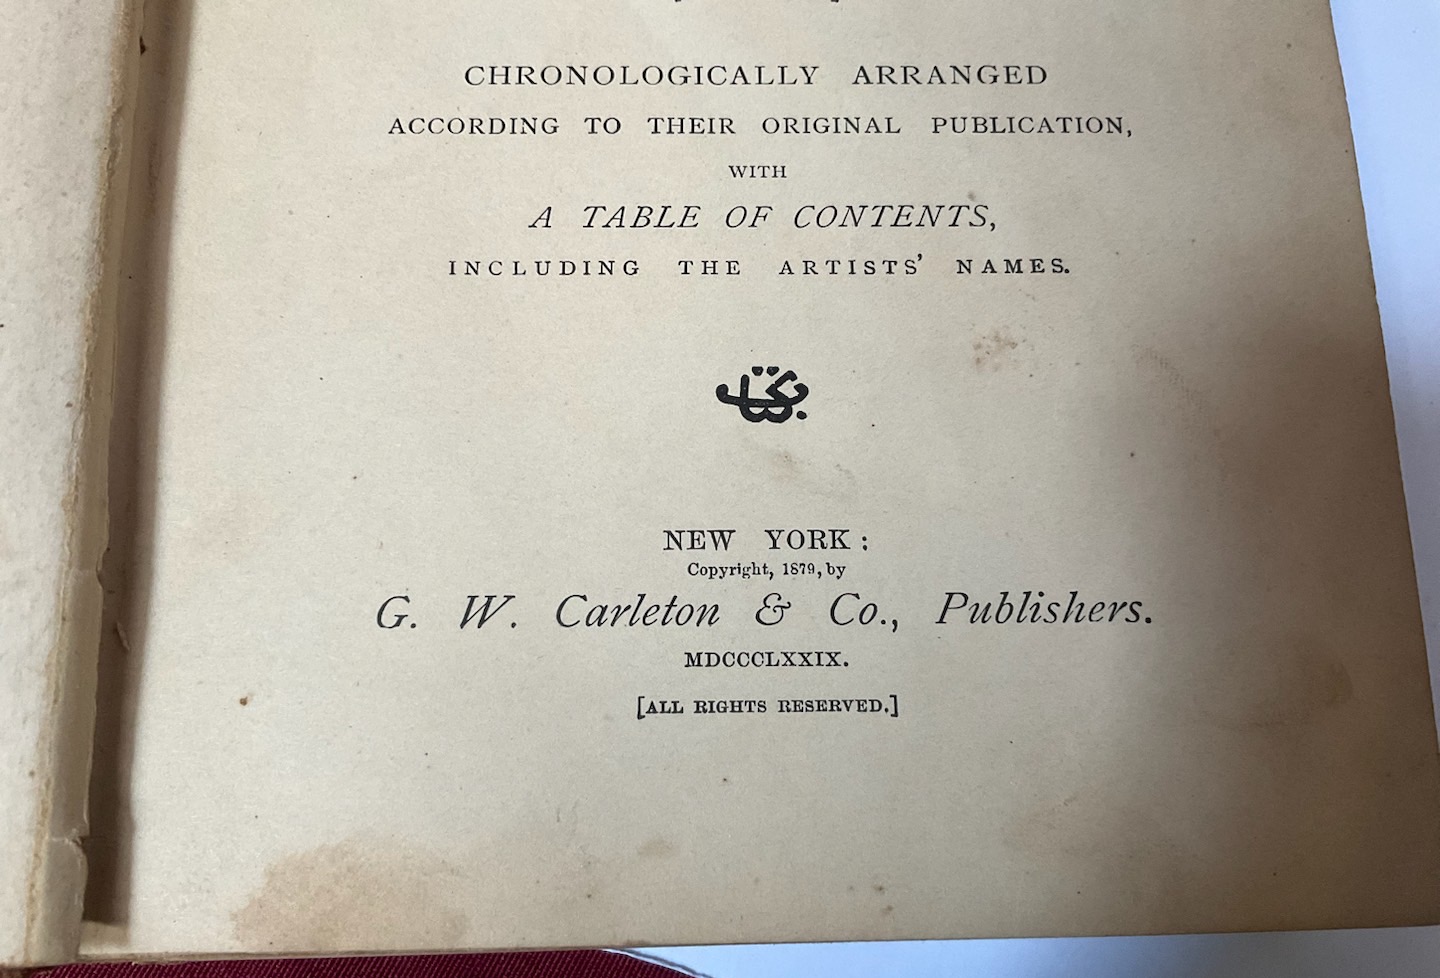 CHRONOLOGICALLY ARRANGED
ACCORDING TO THEIR ORIGINAL PUBLICATION,
WITH
A TABLE OF CONTENTS,
INCLUDING THE ARTISTS' NAMES.
NEW YORK:
Copyright, 1879, by
G. W. Carleton & Co., Publishers.
MDCCCLXXIX.
[ALL RIGHTS RESERVED.]